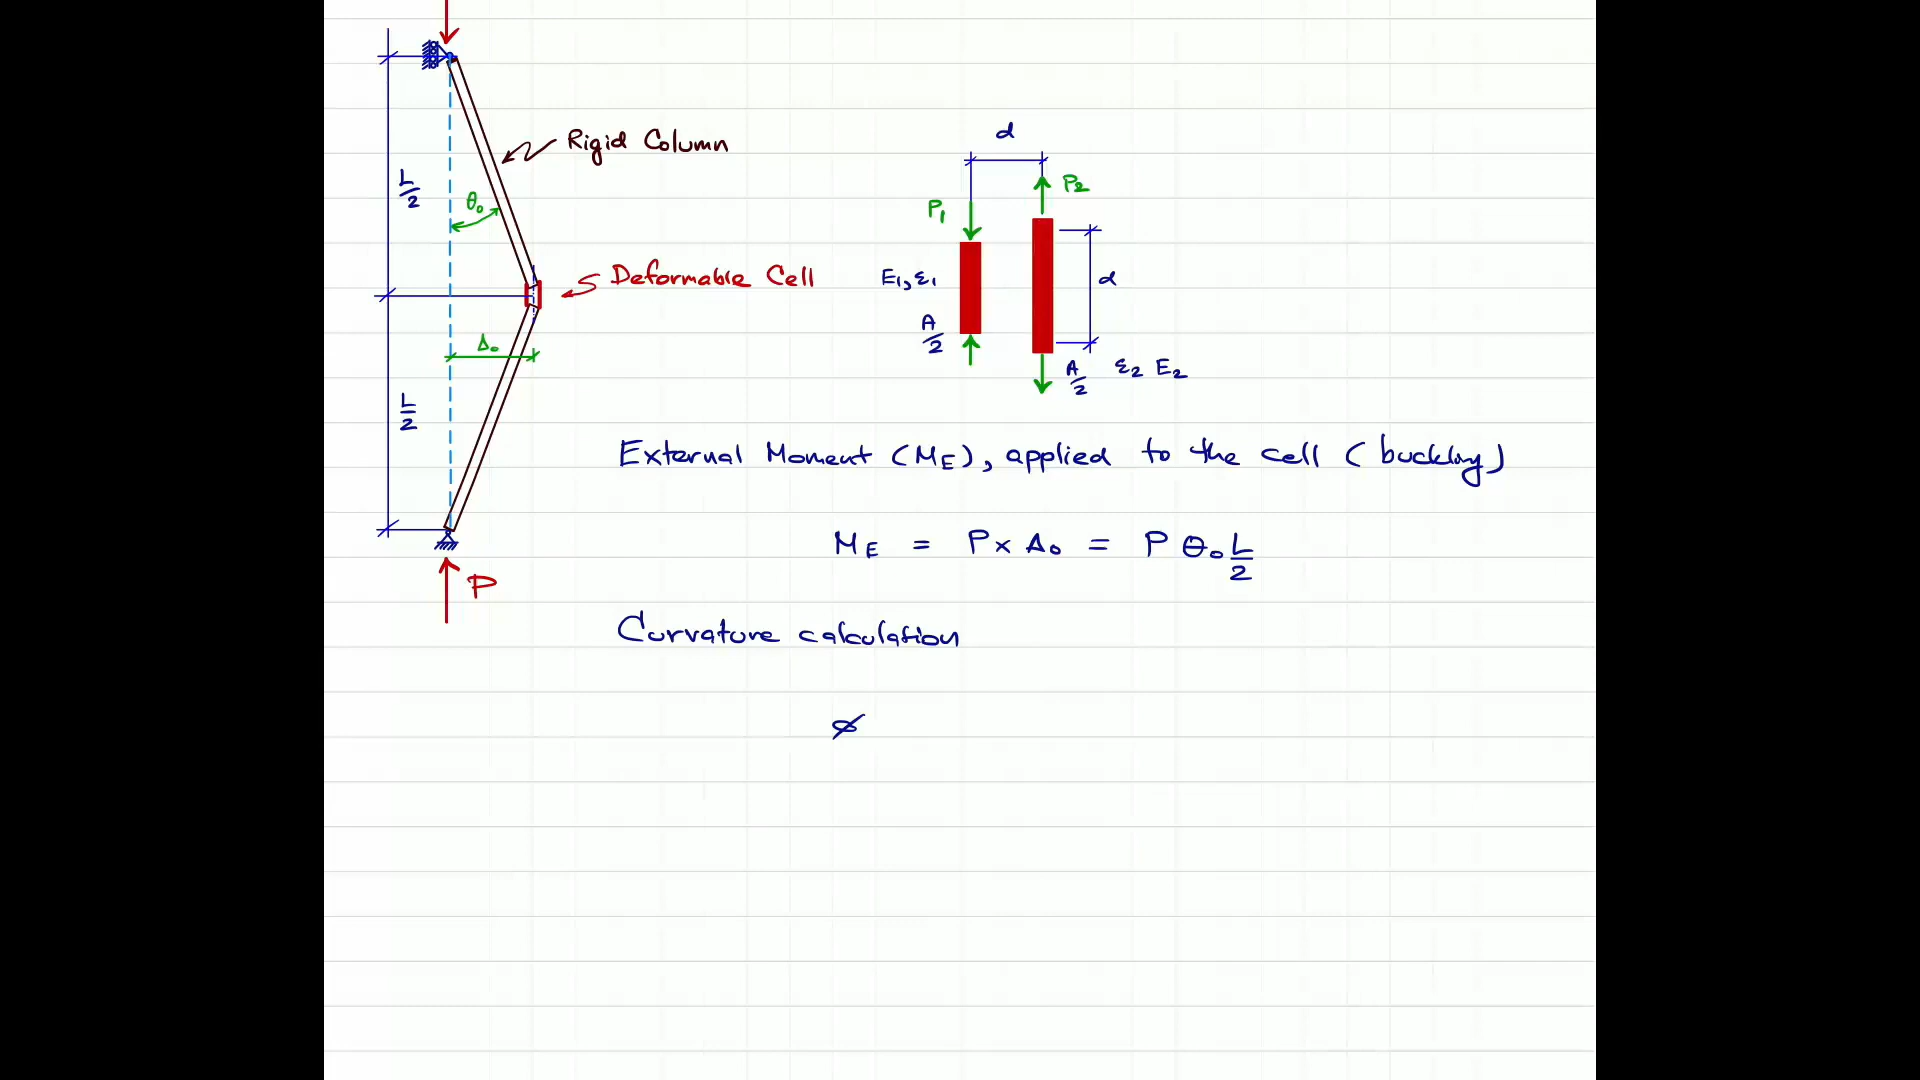 Rigid Column
L/2
θ₀
Deformable Cell
Δ₀
L/2
P
d
P₁
P₂
E₁, ε₁
d
A/2
A/2 ε₂ E₂
External Moment (M_E), applied to the cell (buckling)
M_E = P x Δ₀ = P θ₀ L/2
Curvature calculation
ø